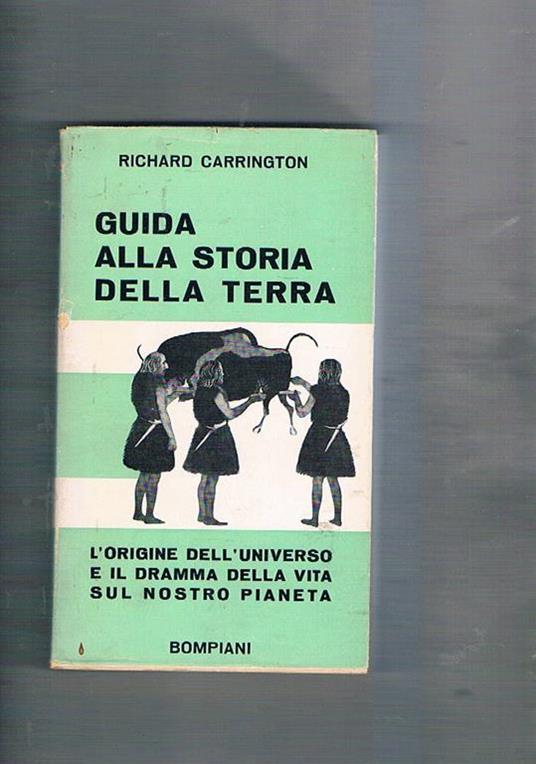 RICHARD CARRINGTON
GUIDA
ALLA STORIA
DELLA TERRA
L'ORIGINE DELL'UNIVERSO
E IL DRAMMA DELLA VITA
SUL NOSTRO PIANETA
BOMPIANI